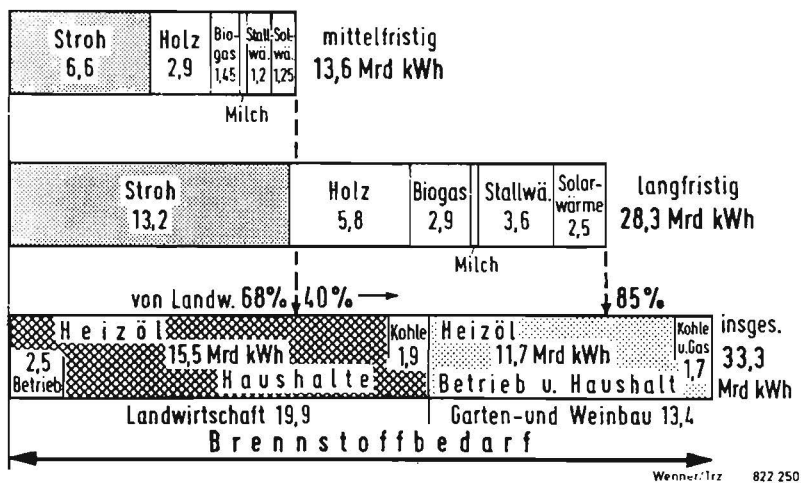 Stroh
6,6
Holz
2,9
Bio-
gas
1,45
Stall-
wä.
1,2
Sol-
wä.
1,25
mittelfristig
13,6 Mrd kWh
Milch
Stroh
13,2
Holz
5,8
Biogas
2,9
Stallwä.
3,6
Solar-
wärme
2,5
langfristig
28,3 Mrd kWh
Milch
von Landw. 68% 40% 85%
Heizöl
15,5 Mrd kWh
Haushalte
2,5
Betrieb
Kohle
1,9
Heizöl
11,7 Mrd kWh
Betrieb u. Haushalt
Kohle
u.Gas
1,7
insges.
33,3
Mrd kWh
Landwirtschaft 19,9
Garten-und Weinbau 13,4
Brennstoffbedarf
Wenner/Trz 822 250